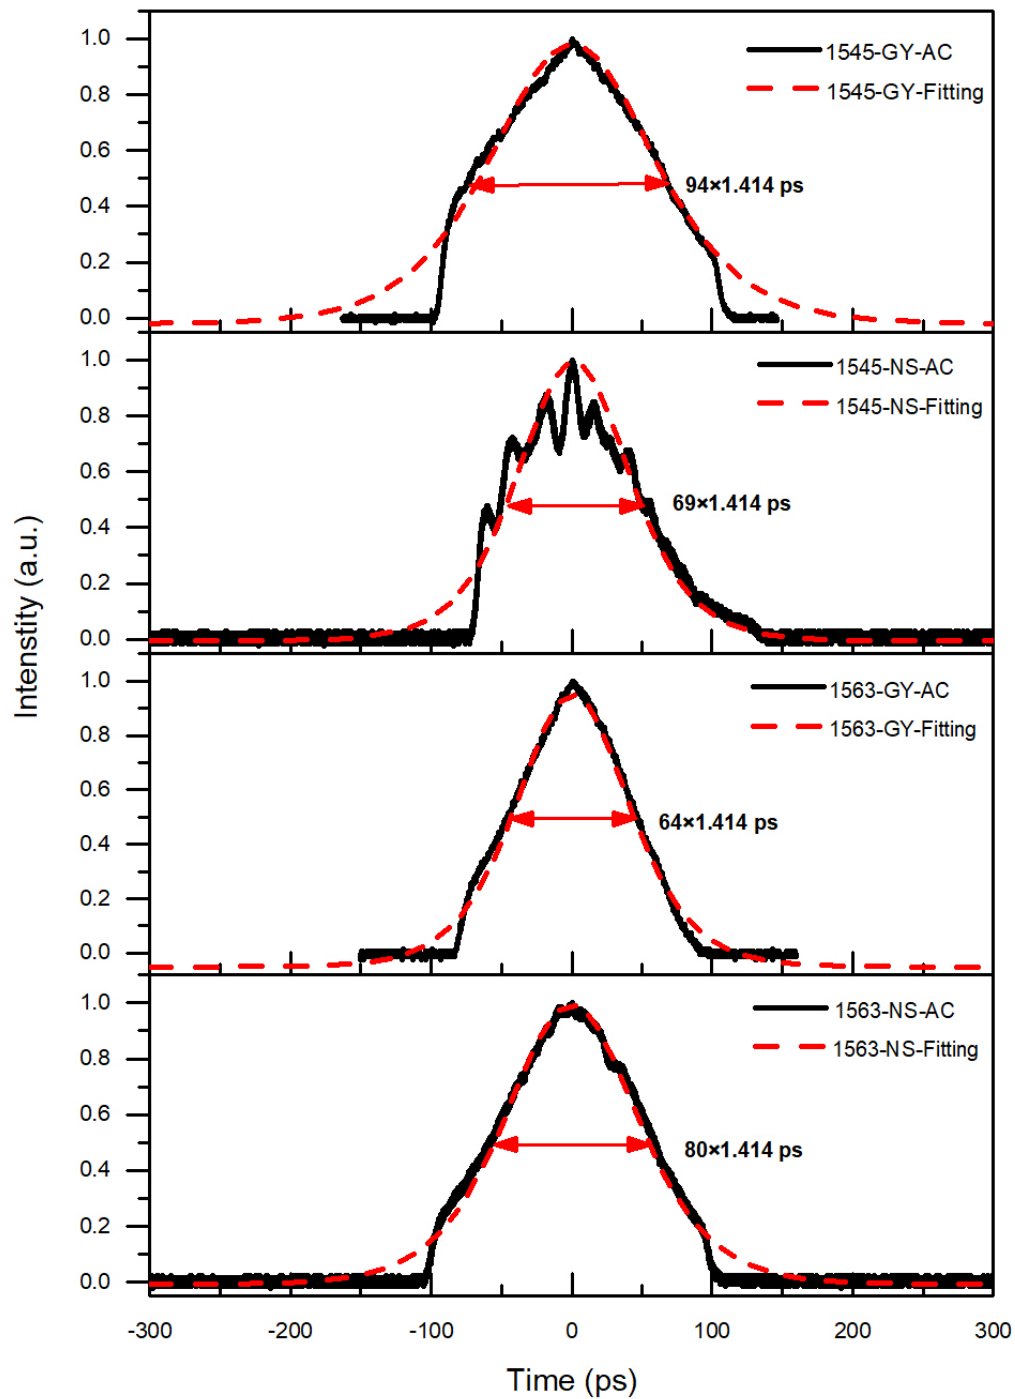 1.0
0.8
0.6
0.4
0.2
0.0
1545-GY-AC
1545-GY-Fitting
94×1.414 ps
1.0
0.8
0.6
0.4
0.2
0.0
1545-NS-AC
1545-NS-Fitting
69×1.414 ps
1.0
0.8
0.6
0.4
0.2
0.0
1563-GY-AC
1563-GY-Fitting
64×1.414 ps
1.0
0.8
0.6
0.4
0.2
0.0
1563-NS-AC
1563-NS-Fitting
80×1.414 ps
Intenstity (a.u.)
-300 -200 -100 0 100 200 300
Time (ps)